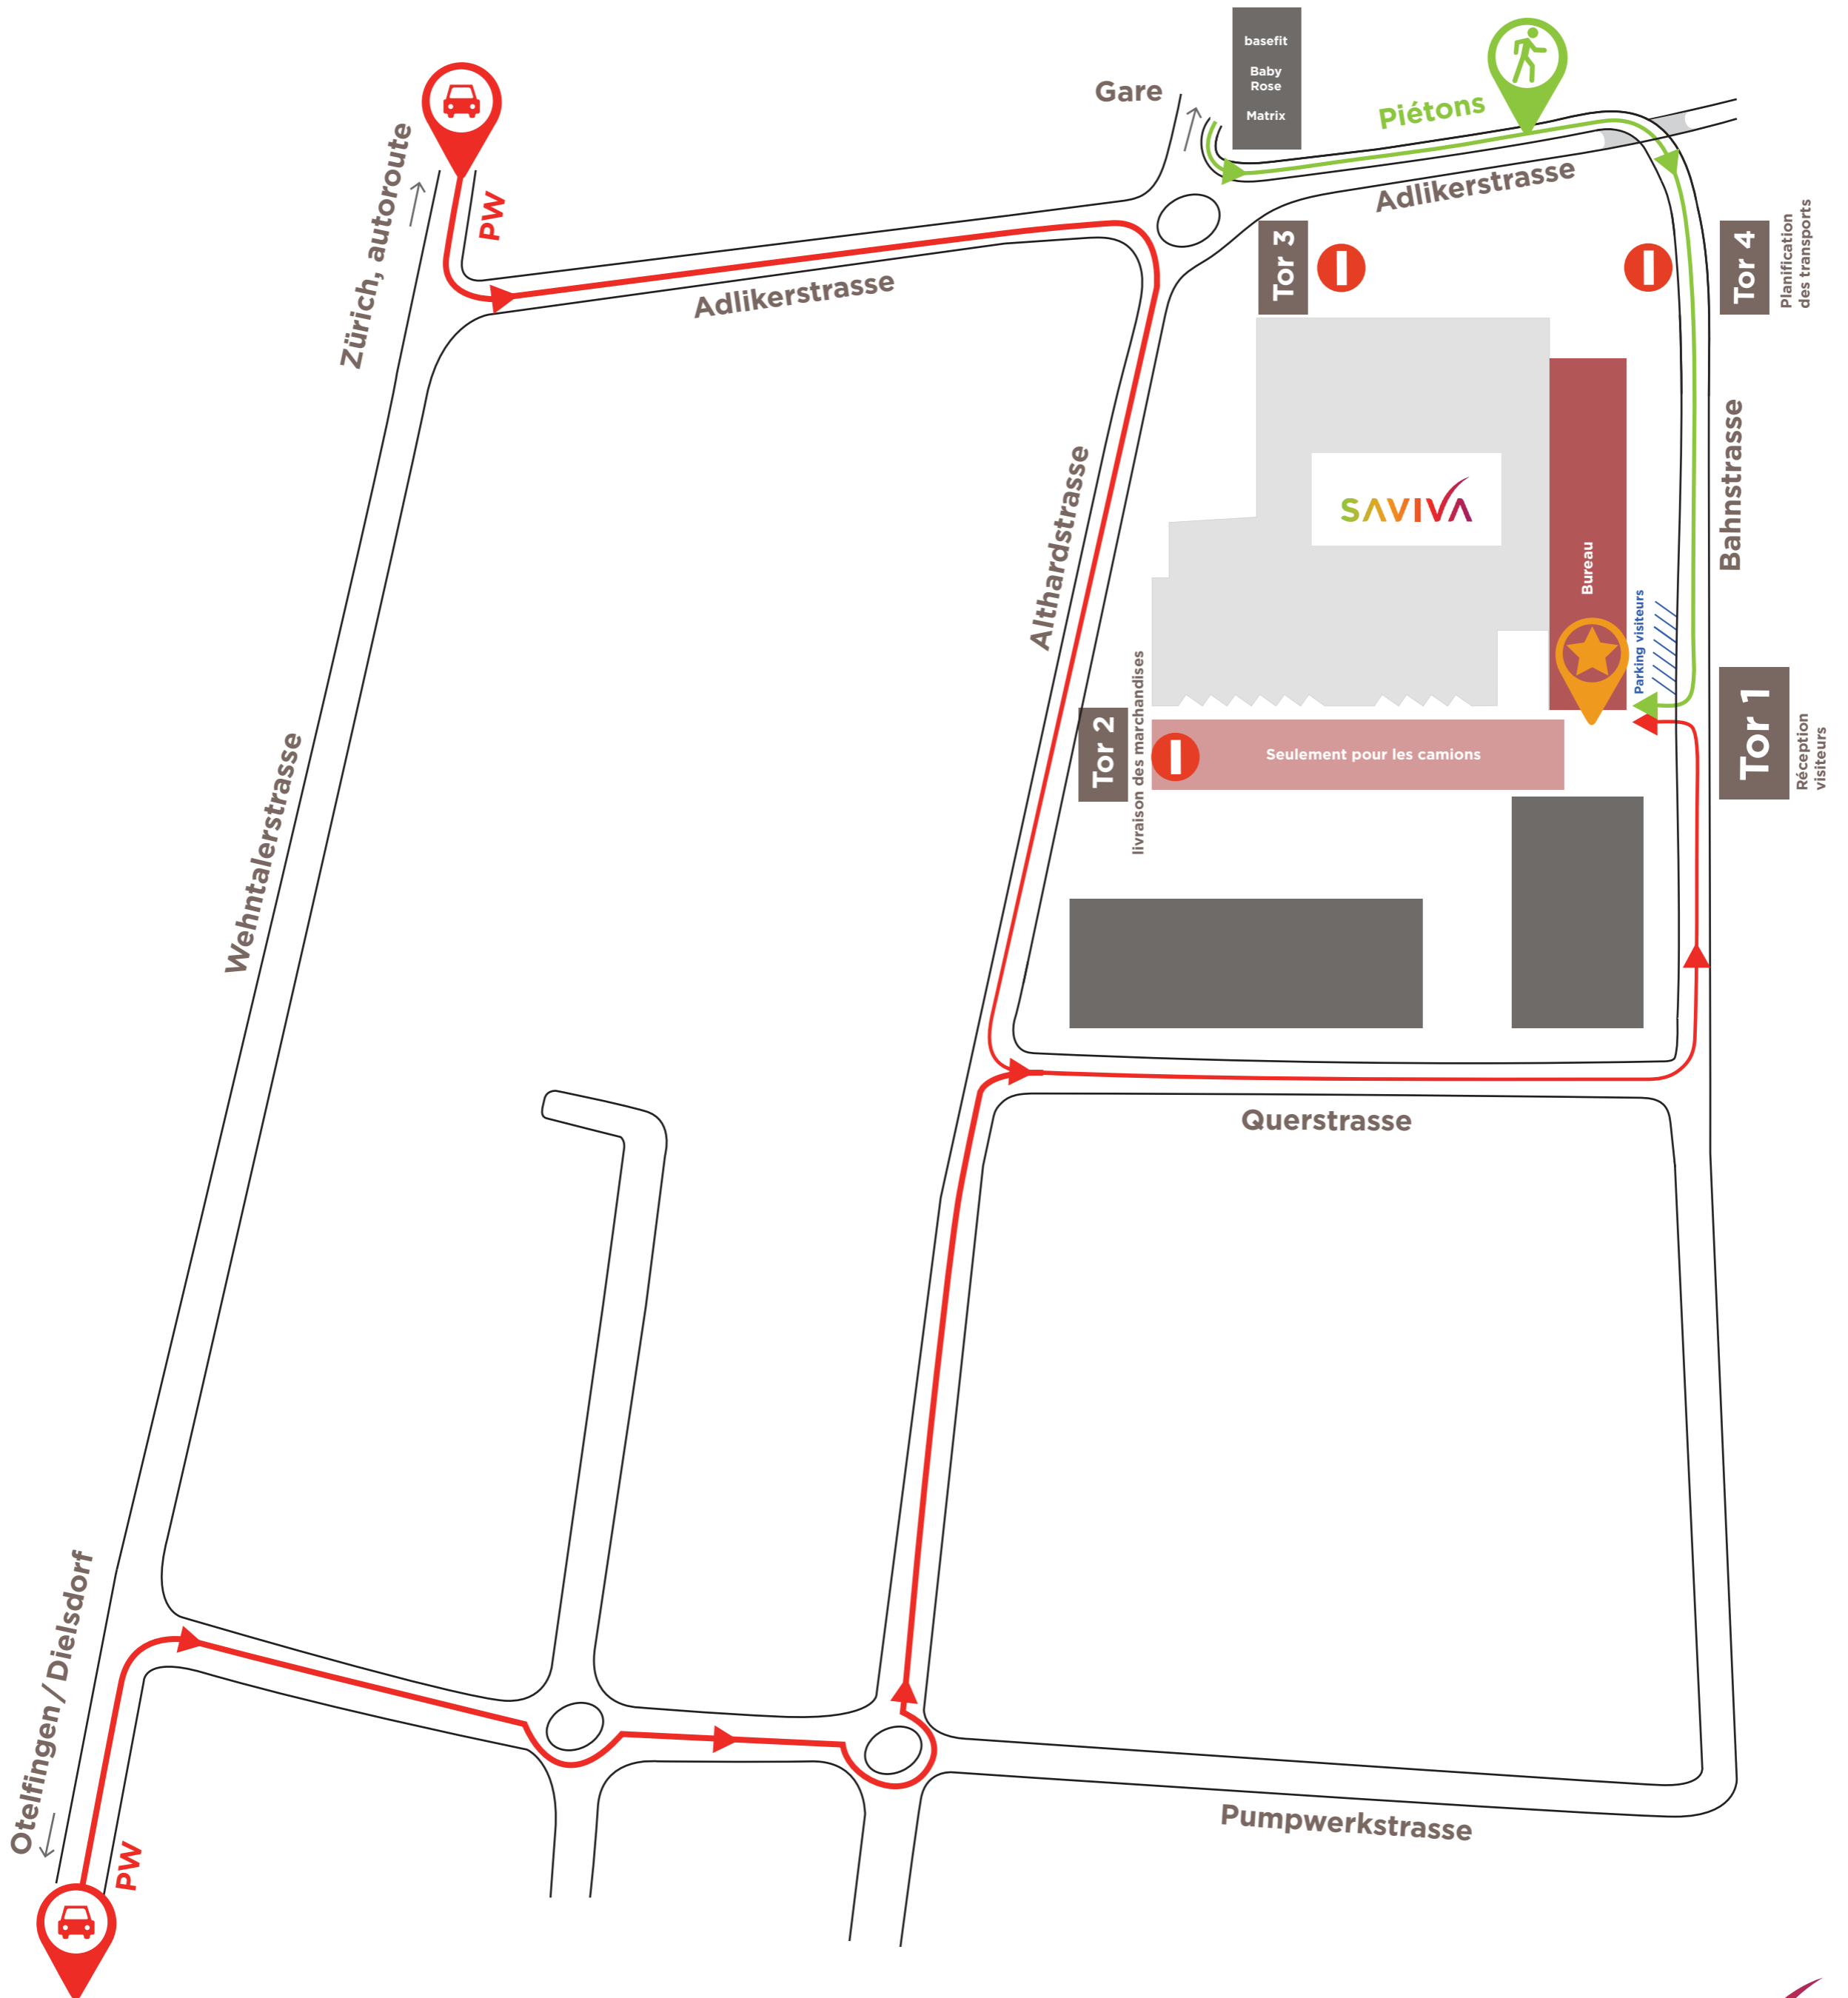 basefit
Baby
Rose
Matrix
Gare
Piétons
Adlikerstrasse
Zürich, autoroute
PW
Adlikerstrasse
Tor 3
Tor 4
Planification
des transports
Althardstrasse
SAVIVA
Bureau
Bahnstrasse
Parking visiteurs
Tor 2
livraison des marchandises
Seulement pour les camions
Tor 1
Réception
visiteurs
Wehntalerstrasse
Querstrasse
Otelfingen / Dielsdorf
PW
Pumpwerkstrasse